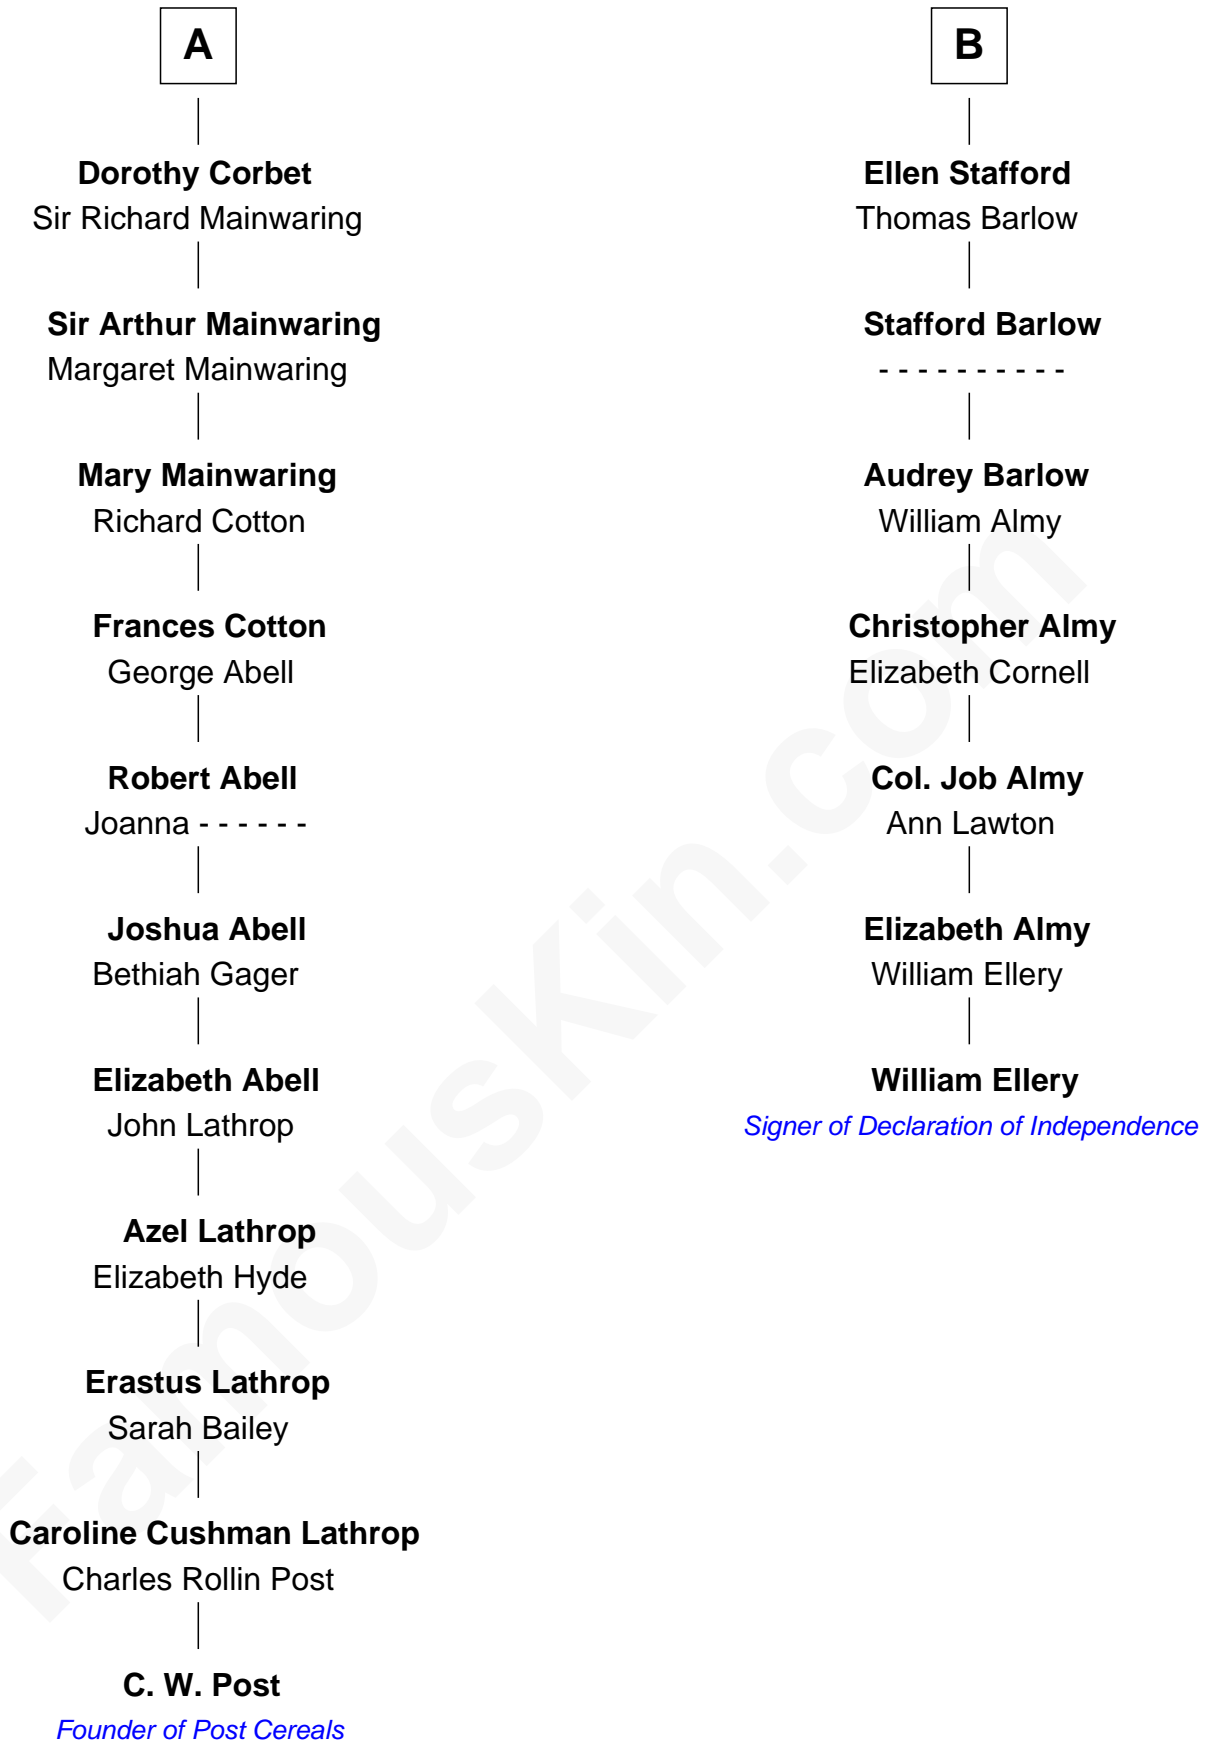 A
Dorothy Corbet
Sir Richard Mainwaring
Sir Arthur Mainwaring
Margaret Mainwaring
Mary Mainwaring
Richard Cotton
Frances Cotton
George Abell
Robert Abell
Joanna - - - - - -
Joshua Abell
Bethiah Gager
Elizabeth Abell
John Lathrop
Azel Lathrop
Elizabeth Hyde
Erastus Lathrop
Sarah Bailey
Caroline Cushman Lathrop
Charles Rollin Post
C. W. Post
Founder of Post Cereals
B
Ellen Stafford
Thomas Barlow
Stafford Barlow
- - - - - - - - - -
Audrey Barlow
William Almy
Christopher Almy
Elizabeth Cornell
Col. Job Almy
Ann Lawton
Elizabeth Almy
William Ellery
William Ellery
Signer of Declaration of Independence
FamousKin.com